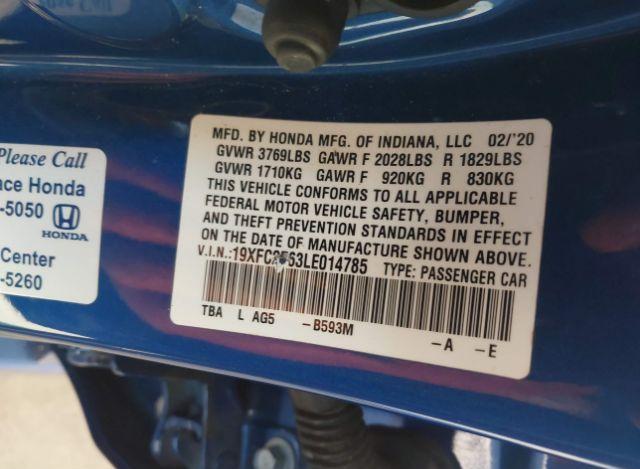 MFD. BY HONDA MFG. OF INDIANA, LLC 02/'20
GVWR 3769LBS GAWR F 2028LBS R 1829LBS
GVWR 1710KG GAWR F 920KG R 830KG
THIS VEHICLE CONFORMS TO ALL APPLICABLE
FEDERAL MOTOR VEHICLE SAFETY, BUMPER,
AND THEFT PREVENTION STANDARDS IN EFFECT
ON THE DATE OF MANUFACTURE SHOWN ABOVE.
V.I.N.: TYPE: PASSENGER CAR
TBA L AG5 -B593M -A -E
Please Call
Honda
-5050
HONDA
Center
-5260